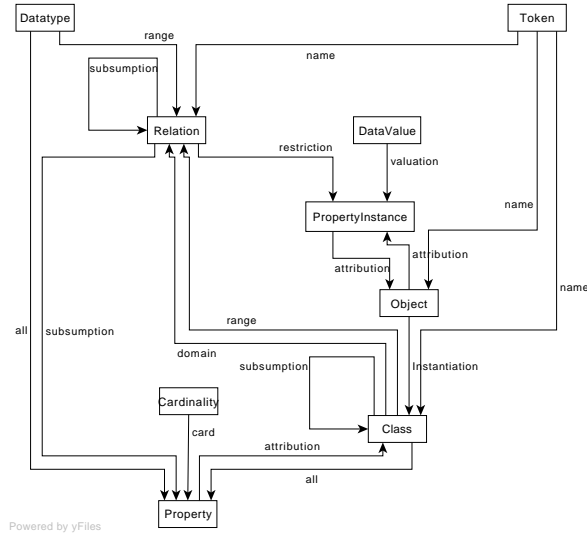 Datatype
Token
range
name
subsumption
Relation
DataValue
restriction
valuation
name
PropertyInstance
attribution
attribution
name
Object
range
all
subsumption
domain
subsumption
Instantiation
Cardinality
Class
card
attribution
all
Property
Powered by yFiles